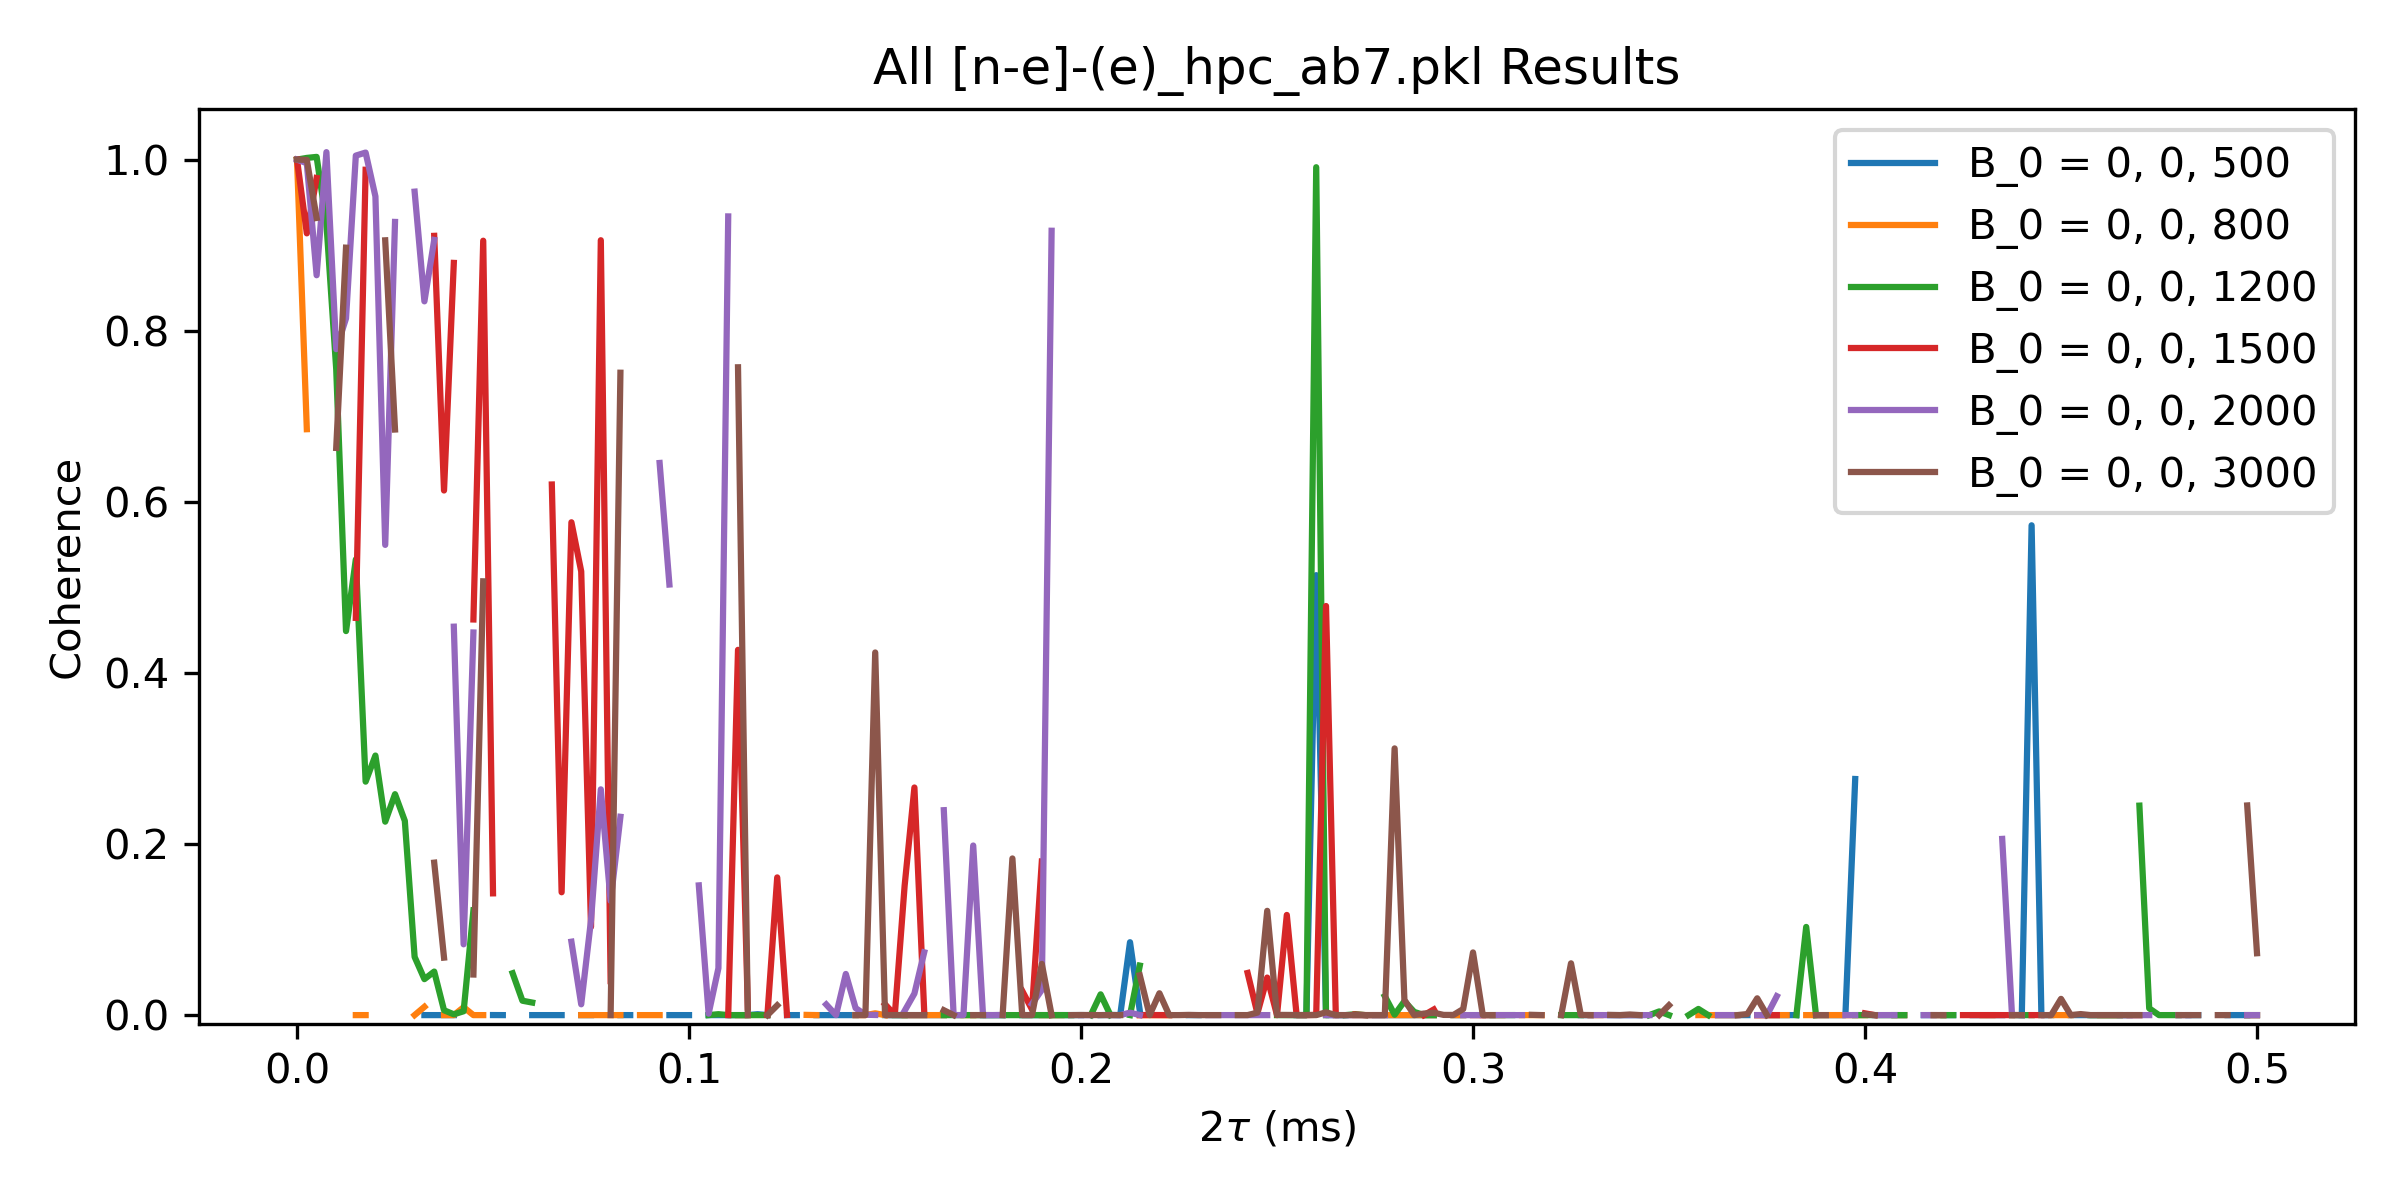 All [n-e]-(e)_hpc_ab7.pkl Results
Coherence
1.0
0.8
0.6
0.4
0.2
0.0
B_0 = 0, 0, 500
B_0 = 0, 0, 800
B_0 = 0, 0, 1200
B_0 = 0, 0, 1500
B_0 = 0, 0, 2000
B_0 = 0, 0, 3000
0.0 0.1 0.2 0.3 0.4 0.5
2τ (ms)